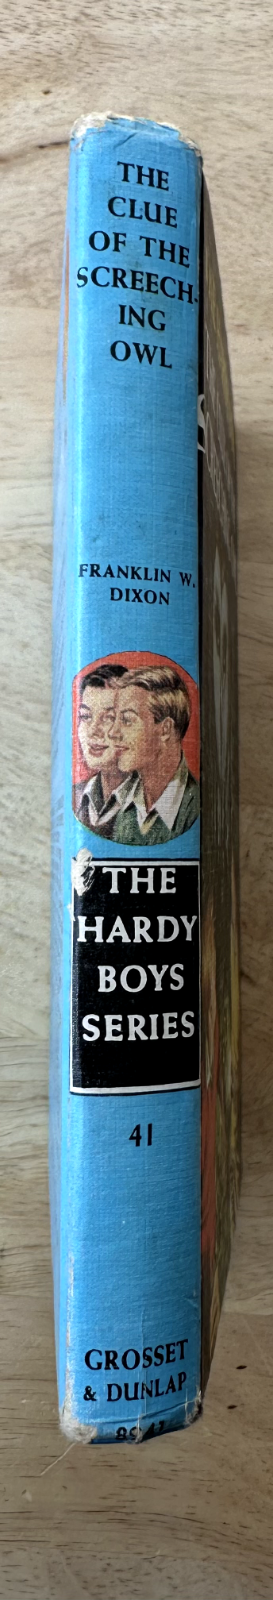 THE
CLUE
OF THE
SCREECH-
ING
OWL
FRANKLIN W.
DIXON
THE
HARDY
BOYS
SERIES
41
GROSSET
& DUNLAP